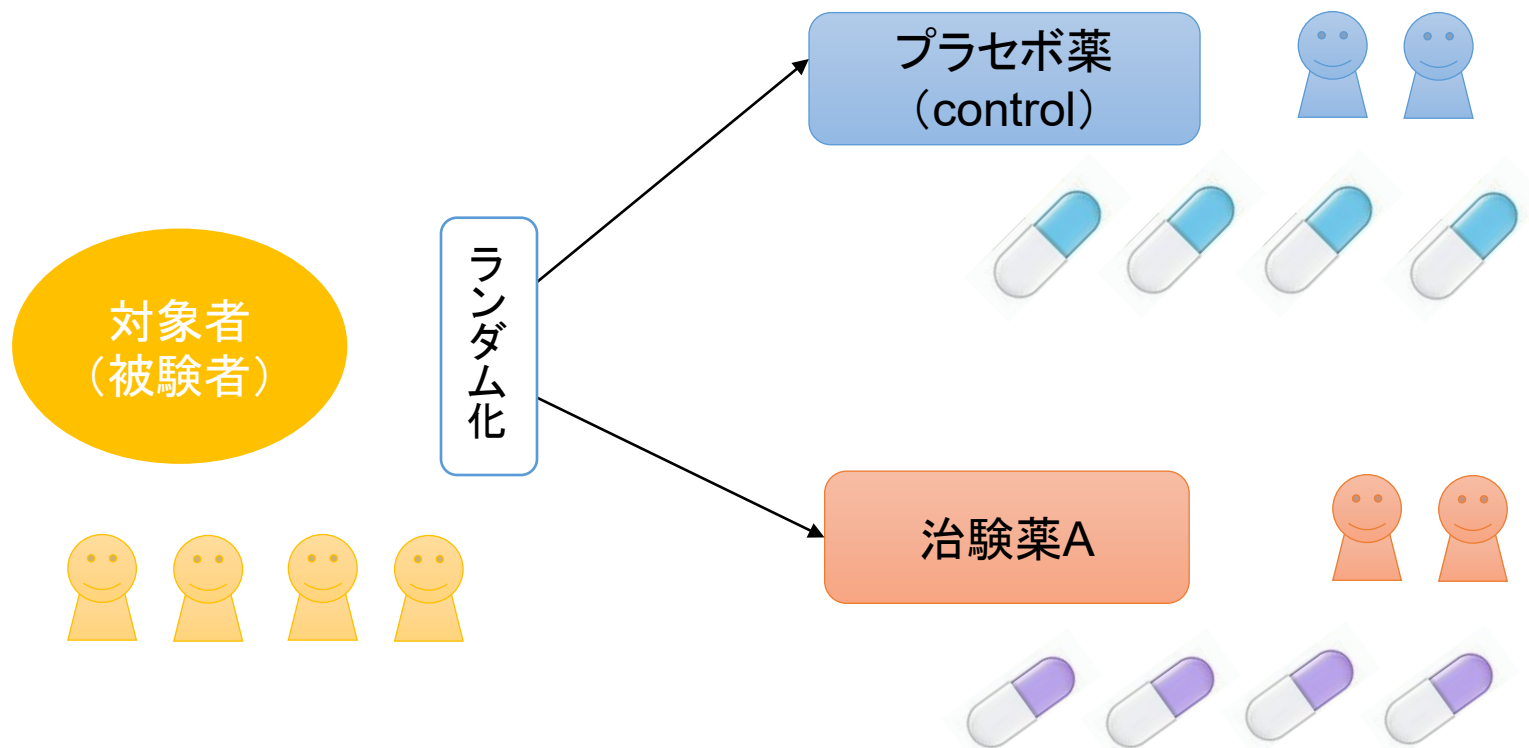 対象者
（被験者）
ランダム化
プラセボ薬
（control）
治験薬A